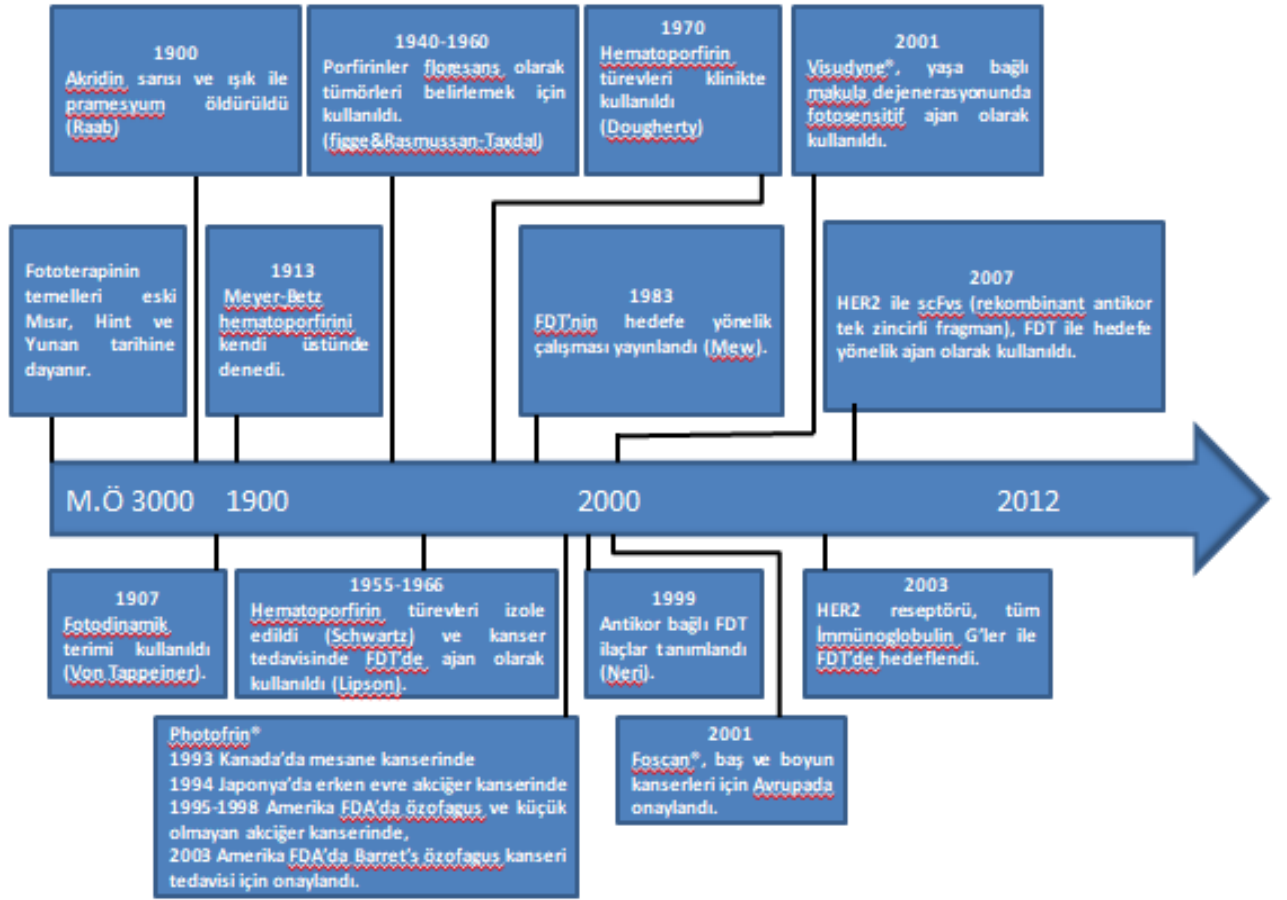 1900
Akridin sarısı ve ışık ile
pramesyum öldürüldü
(Raab)
1940-1960
Porfirinler floresans olarak
tümörleri belirlemek için
kullanıldı.
(figge&Rasmussan-Taxdal)
1970
Hematoporfirin
türevleri klinikte
kullanıldı
(Dougherty)
2001
Visudyne®, yaşa bağlı
makula dejenerasyonunda
fotosensitif ajan olarak
kullanıldı.
Fototerapinin
temelleri eski
Mısır, Hint ve
Yunan tarihine
dayanır.
1913
Meyer-Betz
hematoporfirini
kendi üstünde
denedi.
1983
FDT'nin hedefe yönelik
çalışması yayınlandı (Mew).
2007
HER2 ile scFvs (rekombinant antikor
tek zincirli fragman), FDT ile hedefe
yönelik ajan olarak kullanıldı.
M.Ö 3000 1900 2000 2012
1907
Fotodinamik
terimi kullanıldı
(Von Tappeiner).
1955-1966
Hematoporfirin türevleri izole
edildi (Schwartz) ve kanser
tedavisinde FDT'de ajan olarak
kullanıldı (Lipson).
1999
Antikor bağlı FDT
ilaçlar tanımlandı
(Neri).
2003
HER2 reseptörü, tüm
İmmünoglobulin G'ler ile
FDT'de hedeflendi.
Photofrin®
1993 Kanada'da mesane kanserinde
1994 Japonya'da erken evre akciğer kanserinde
1995-1998 Amerika FDA'da özofagus ve küçük
olmayan akciğer kanserinde,
2003 Amerika FDA'da Barret's özofagus kanseri
tedavisi için onaylandı.
2001
Foscan®, baş ve boyun
kanserleri için Avrupada
onaylandı.